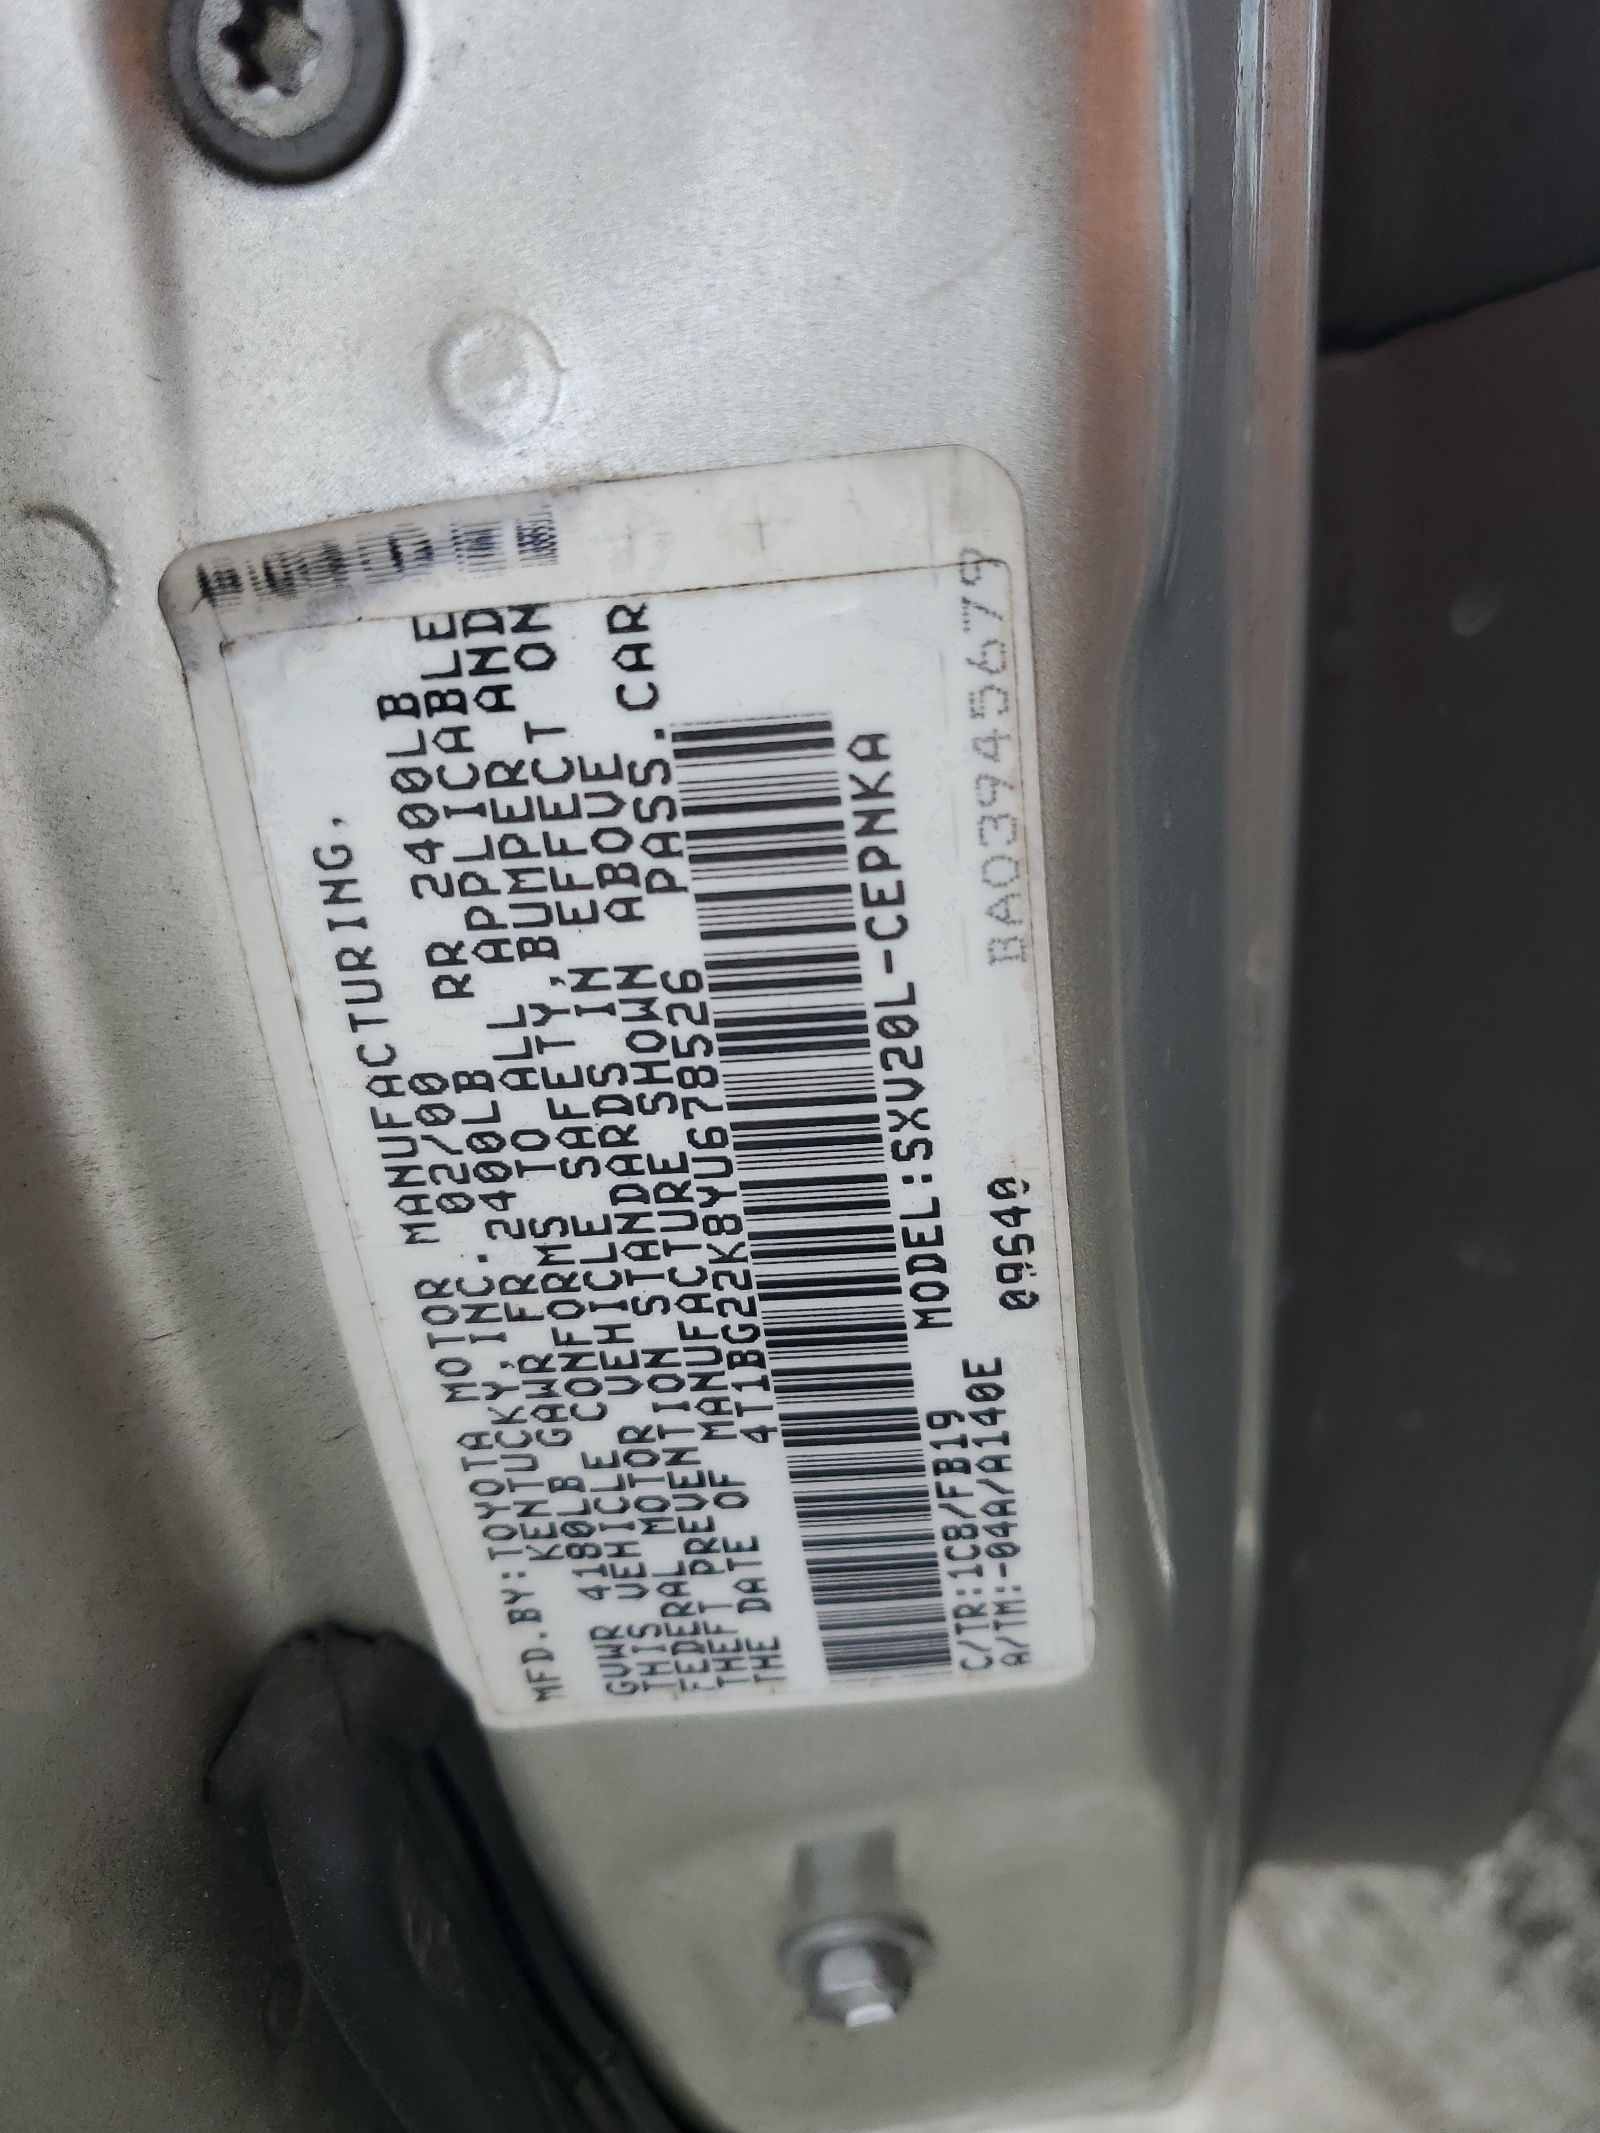 MFD.BY:TOYOTA MOTOR MANUFACTURING,
KENTUCKY,INC. 02/00
GVWR 4180LB GAWR FR 2400LB RR 2400LB
THIS VEHICLE CONFORMS TO ALL APPLICABLE
FEDERAL MOTOR VEHICLE SAFETY,BUMPER AND
THEFT PREVENTION STANDARDS IN EFFECT ON
THE DATE OF MANUFACTURE SHOWN ABOVE.
4T1BG22K8YU678526 PASS.CAR
MODEL:SXV20L-CEPNKA
C/TR:1C8/FB19
A/TM:-04A/A140E 09S40
BA03945679